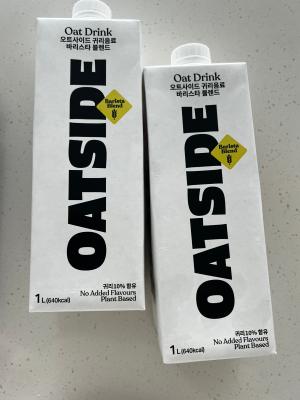 Oat Drink
오트사이드 귀리음료
바리스타 블렌드
OATSIDE
Barista
Blend
귀리10% 함유
1L(640kcal)
No Added Flavours
Plant Based
Oat Drink
오트사이드 귀리음료
바리스타 블렌드
OATSIDE
Barista
Blend
귀리10% 함유
1L(640kcal)
No Added Flavours
Plant Based